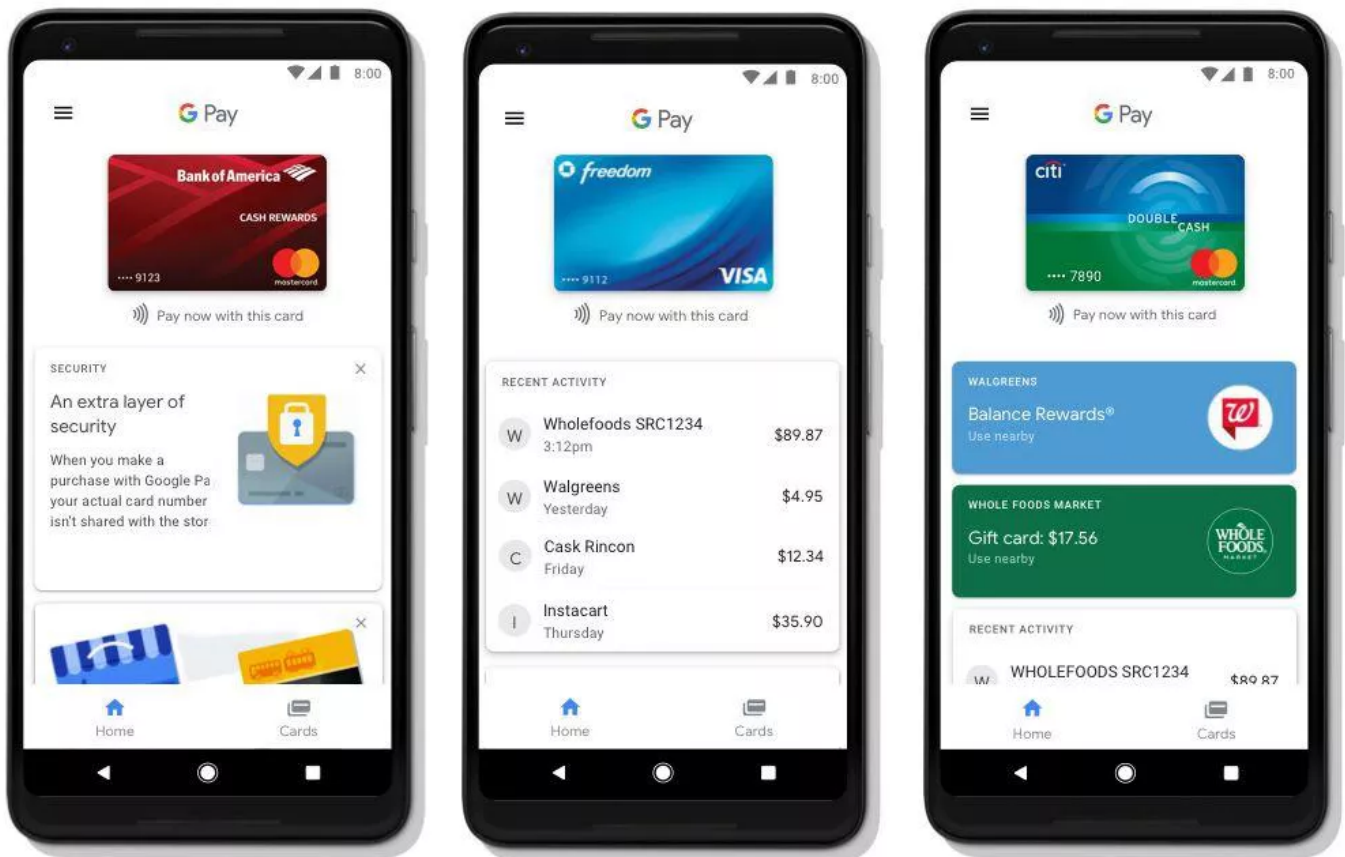 8:00
G Pay
Bank of America
CASH REWARDS
•••• 9123
mastercard
Pay now with this card
SECURITY
An extra layer of
security
When you make a
purchase with Google Pa
your actual card number
isn't shared with the stor
Home
Cards
8:00
G Pay
freedom
•••• 9112
VISA
Pay now with this card
RECENT ACTIVITY
W
Wholefoods SRC1234
3:12pm
$89.87
W
Walgreens
Yesterday
$4.95
C
Cask Rincon
Friday
$12.34
I
Instacart
Thursday
$35.90
Home
Cards
8:00
G Pay
citi
DOUBLE
CASH
•••• 7890
mastercard
Pay now with this card
WALGREENS
Balance Rewards®
Use nearby
W
WHOLE FOODS MARKET
Gift card: $17.56
Use nearby
WHOLE
FOODS
MARKET
RECENT ACTIVITY
W
WHOLEFOODS SRC1234
$89.87
Home
Cards